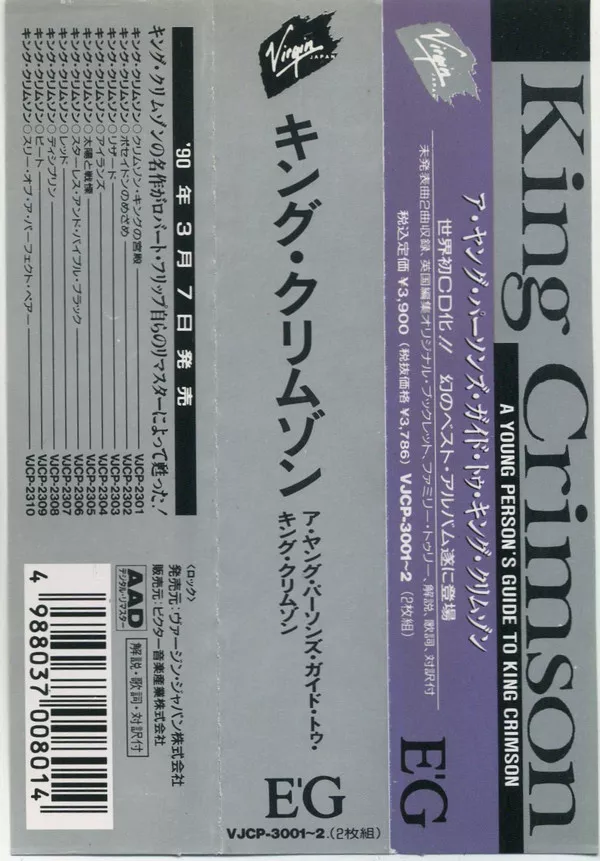 King Crimson
A YOUNG PERSON'S GUIDE TO KING CRIMSON
Virgin
JAPAN
ア・ヤング・パーソンズ・ガイド・トゥ・キング・クリムゾン
世界初CD化!! 幻のベスト・アルバム遂に登場
未発表曲2曲収録、英国編集オリジナル・ブックレット、ファミリー・トゥリー、解説、歌詞、対訳付
税込定価 ¥3,900 (税抜価格 ¥3,786) VJCP-3001~2 (2枚組)
E'G
Virgin
JAPAN
キング・クリムゾン
ア・ヤング・パーソンズ・ガイド・トゥ・
キング・クリムゾン
E'G
VJCP-3001~2.(2枚組)
'90 年 3 月 7 日 発 売
キング・クリムゾンの名作がロバート・フリップ自らのリマスターによって甦った!
キング・クリムゾン○クリムゾン・キングの宮殿 VJCP-2301
キング・クリムゾン○ポセイドンのめざめ VJCP-2302
キング・クリムゾン○リザード VJCP-2303
キング・クリムゾン○アイランズ VJCP-2304
キング・クリムゾン○太陽と戦慄 VJCP-2305
キング・クリムゾン○スターレス・アンド・バイブル・ブラック VJCP-2306
キング・クリムゾン○レッド VJCP-2307
キング・クリムゾン○ディシプリン VJCP-2308
キング・クリムゾン○ビート VJCP-2309
キング・クリムゾン○スリー・オブ・ア・パーフェクト・ペアー VJCP-2310
〈ロック〉
発売元:ヴァージン・ジャパン株式会社
販売元:ビクター音楽産業株式会社
AAD
デジタル・リマスター
解説・歌詞・対訳付
4 988037 008014